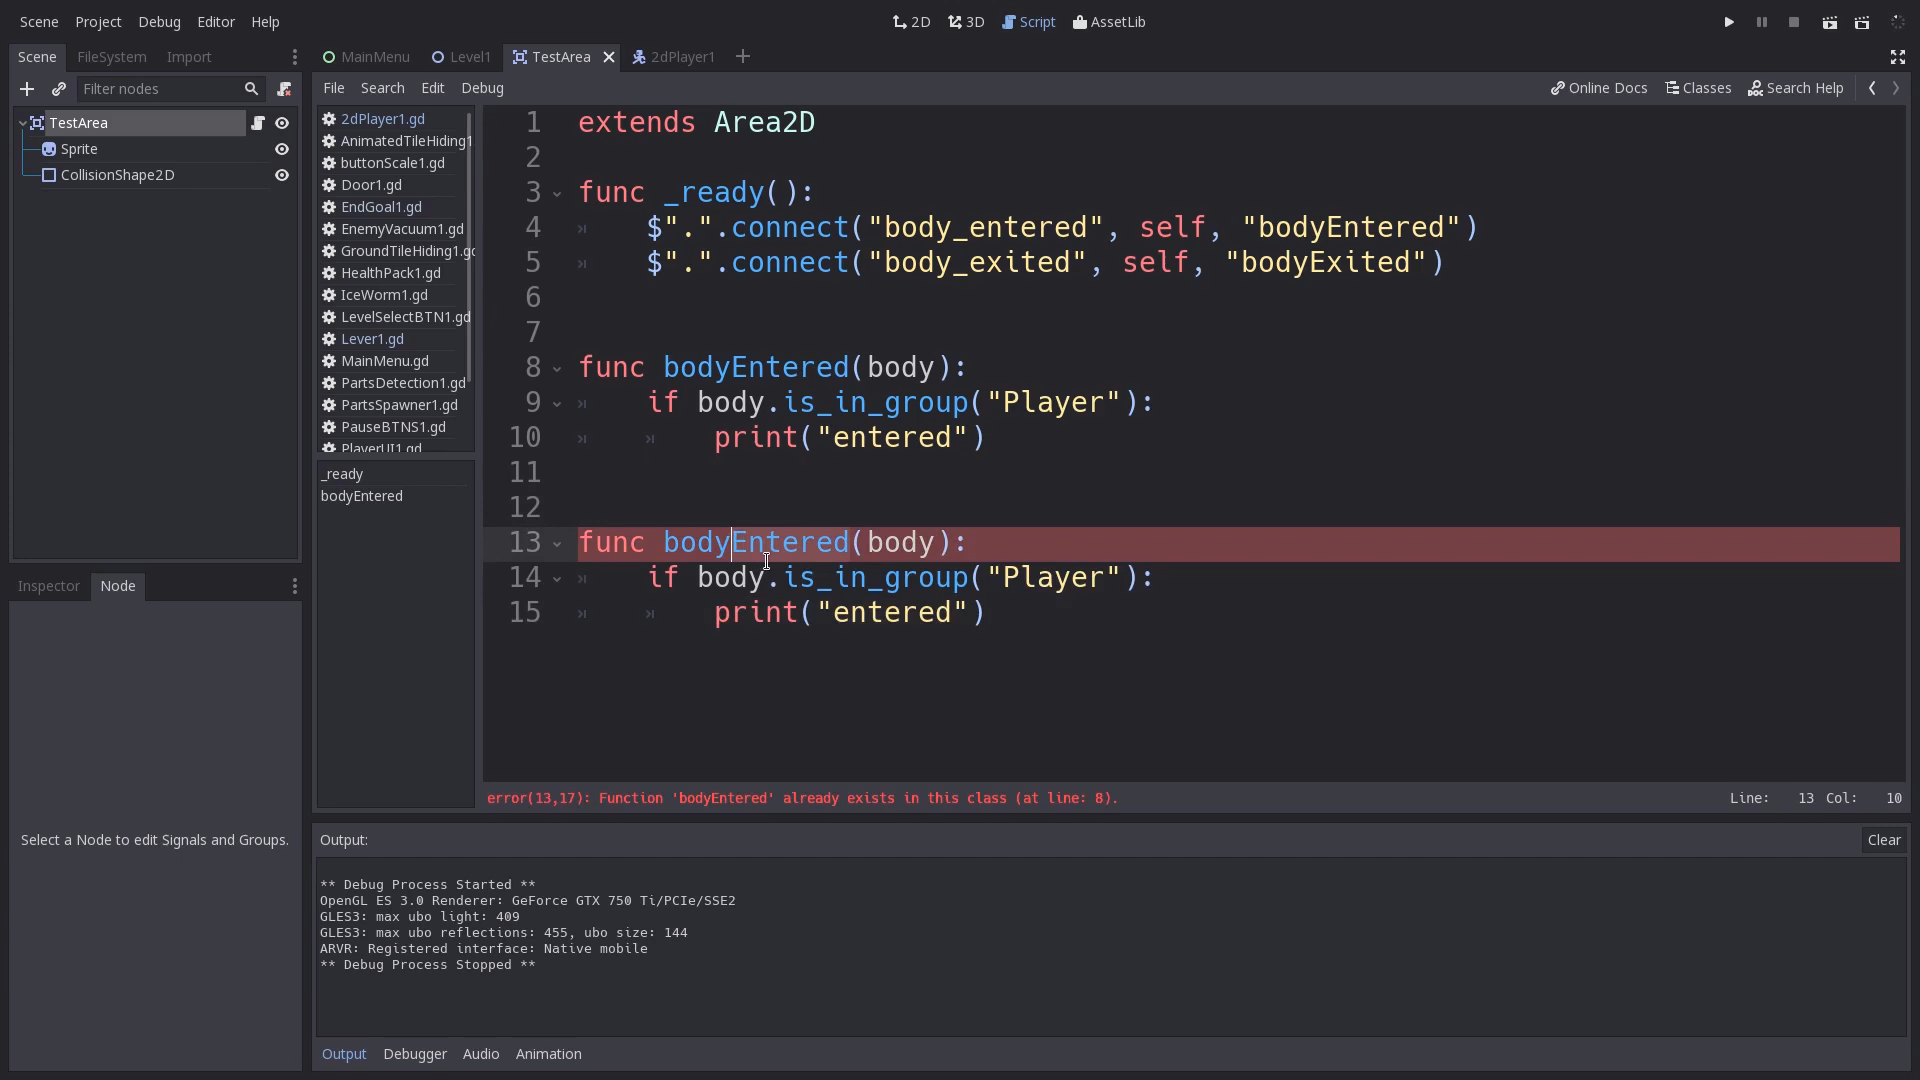 Scene Project Debug Editor Help
2D 3D Script AssetLib
Scene FileSystem Import
MainMenu Level1 TestArea 2dPlayer1
Filter nodes
File Search Edit Debug
Online Docs Classes Search Help
TestArea
Sprite
CollisionShape2D
2dPlayer1.gd
AnimatedTileHiding1
buttonScale1.gd
Door1.gd
EndGoal1.gd
EnemyVacuum1.gd
GroundTileHiding1.gd
HealthPack1.gd
IceWorm1.gd
LevelSelectBTN1.gd
Lever1.gd
MainMenu.gd
PartsDetection1.gd
PartsSpawner1.gd
PauseBTNS1.gd
PlayerUI1.gd
_ready
bodyEntered
1 extends Area2D
2
3 func _ready():
4 $".".connect("body_entered", self, "bodyEntered")
5 $".".connect("body_exited", self, "bodyExited")
6
7
8 func bodyEntered(body):
9 if body.is_in_group("Player"):
10 print("entered")
11
12
13 func bodyEntered(body):
14 if body.is_in_group("Player"):
15 print("entered")
error(13,17): Function 'bodyEntered' already exists in this class (at line: 8).
Line: 13 Col: 10
Inspector Node
Select a Node to edit Signals and Groups.
Output:
Clear
** Debug Process Started **
OpenGL ES 3.0 Renderer: GeForce GTX 750 Ti/PCIe/SSE2
GLES3: max ubo light: 409
GLES3: max ubo reflections: 455, ubo size: 144
ARVR: Registered interface: Native mobile
** Debug Process Stopped **
Output Debugger Audio Animation